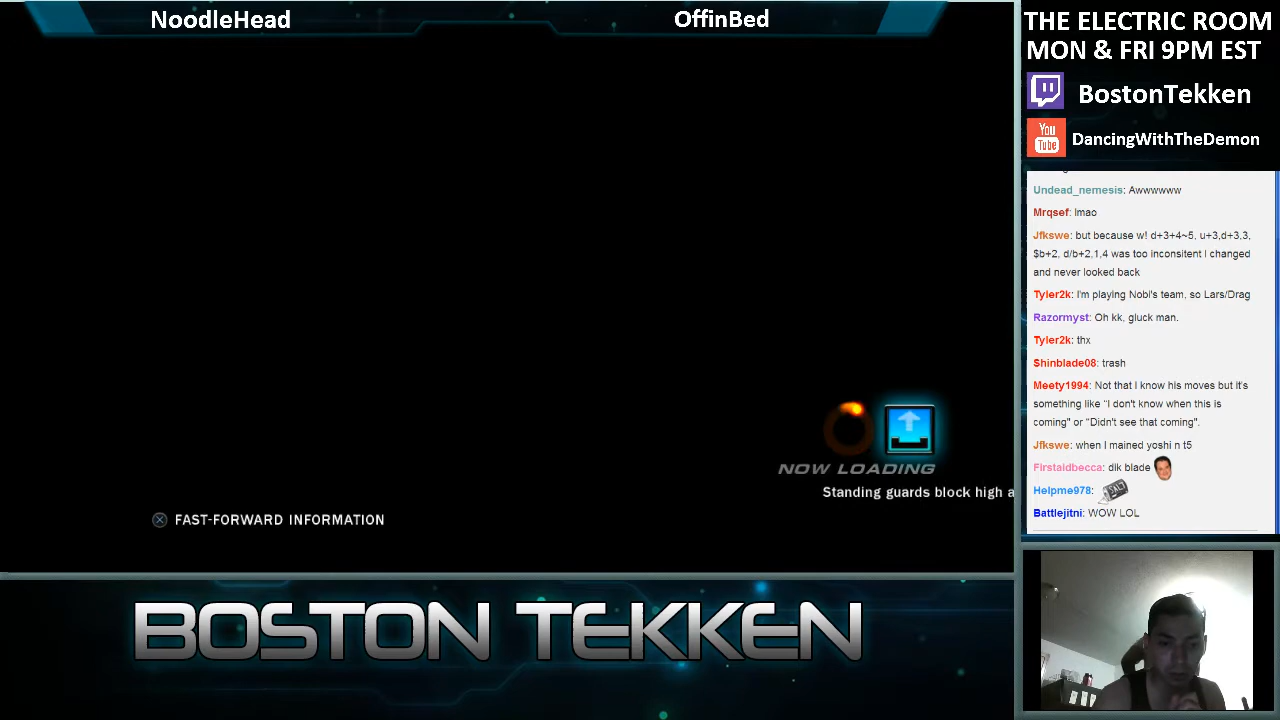 NoodleHead
OffinBed
THE ELECTRIC ROOM
MON & FRI 9PM EST
BostonTekken
You
Tube
DancingWithTheDemon
Undead_nemesis: Awwwwww
Mrqsef: lmao
Jfkswe: but because w! d+3+4~5, u+3,d+3,3,
$b+2, d/b+2,1,4 was too inconsitent I changed
and never looked back
Tyler2k: I'm playing Nobi's team, so Lars/Drag
Razormyst: Oh kk, gluck man.
Tyler2k: thx
Shinblade08: trash
Meety1994: Not that I know his moves but it's
something like "I don't know when this is
coming" or "Didn't see that coming".
Jfkswe: when I mained yoshi n t5
Firstaidbecca: dik blade
Helpme978:
SALT
Battlejitni: WOW LOL
NOW LOADING
Standing guards block high a
FAST-FORWARD INFORMATION
BOSTON TEKKEN